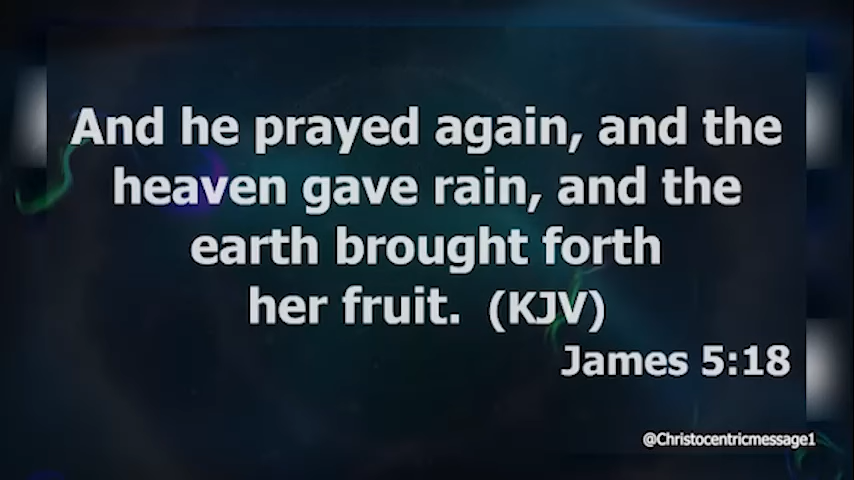 And he prayed again, and the
heaven gave rain, and the
earth brought forth
her fruit. (KJV)
James 5:18
@Christocentricmessage1